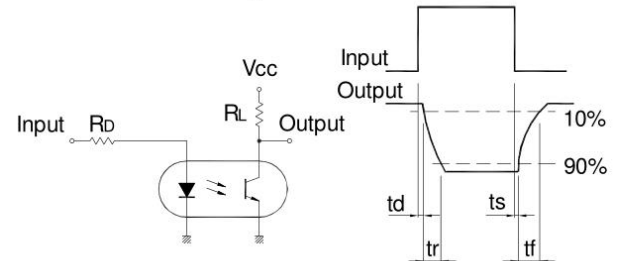 Input
RD
Vcc
RL
Output
Input
Output
10%
90%
td
ts
tr
tf